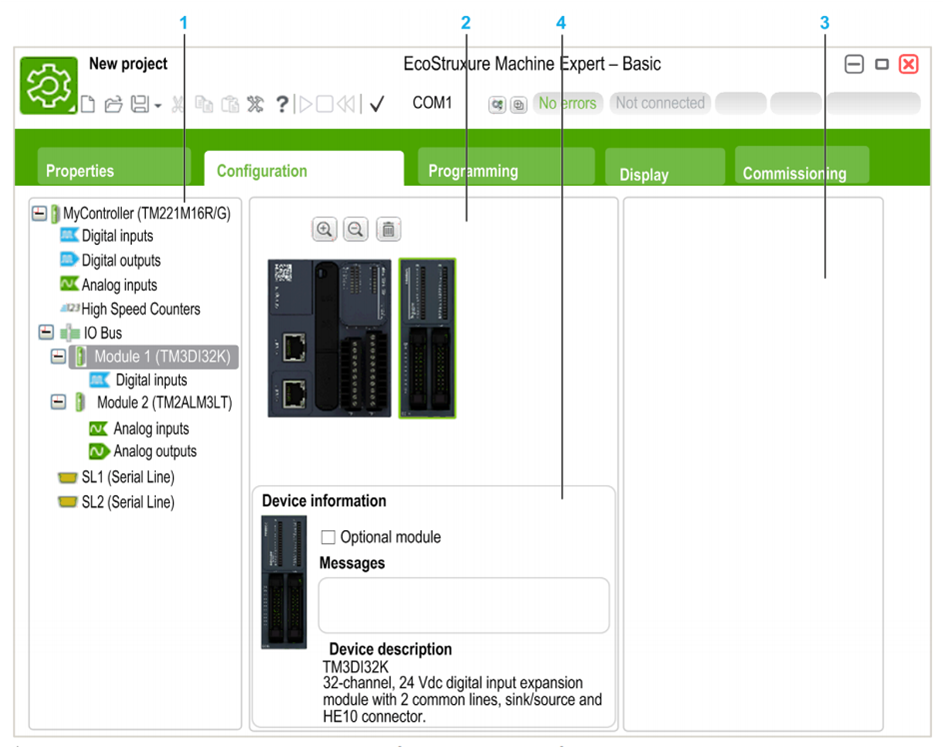 1 2 4 3
New project EcoStruxure Machine Expert – Basic
? COM1 No errors Not connected
Properties Configuration Programming Display Commissioning
MyController (TM221M16R/G)
Digital inputs
Digital outputs
Analog inputs
123 High Speed Counters
IO Bus
Module 1 (TM3DI32K)
Digital inputs
Module 2 (TM2ALM3LT)
Analog inputs
Analog outputs
SL1 (Serial Line)
SL2 (Serial Line)
Device information
Optional module
Messages
Device description
TM3DI32K
32-channel, 24 Vdc digital input expansion
module with 2 common lines, sink/source and
HE10 connector.